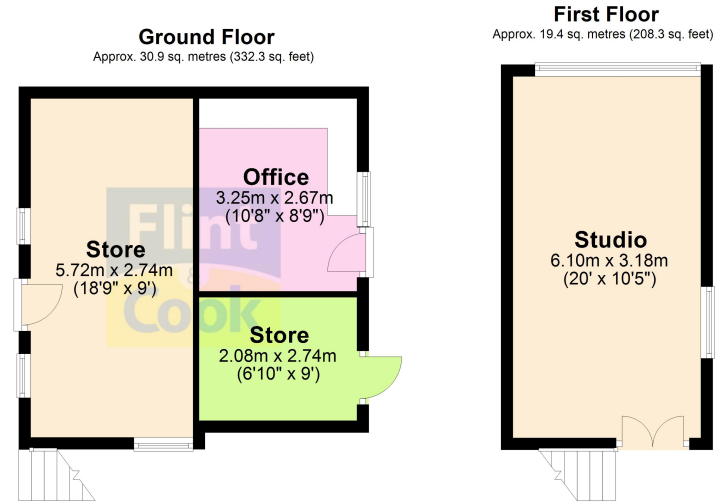 Ground Floor
Approx. 30.9 sq. metres (332.3 sq. feet)
First Floor
Approx. 19.4 sq. metres (208.3 sq. feet)
Office
3.25m x 2.67m
(10'8" x 8'9")
Store
5.72m x 2.74m
(18'9" x 9')
Store
2.08m x 2.74m
(6'10" x 9')
Studio
6.10m x 3.18m
(20' x 10'5")
Flint
&
Cook